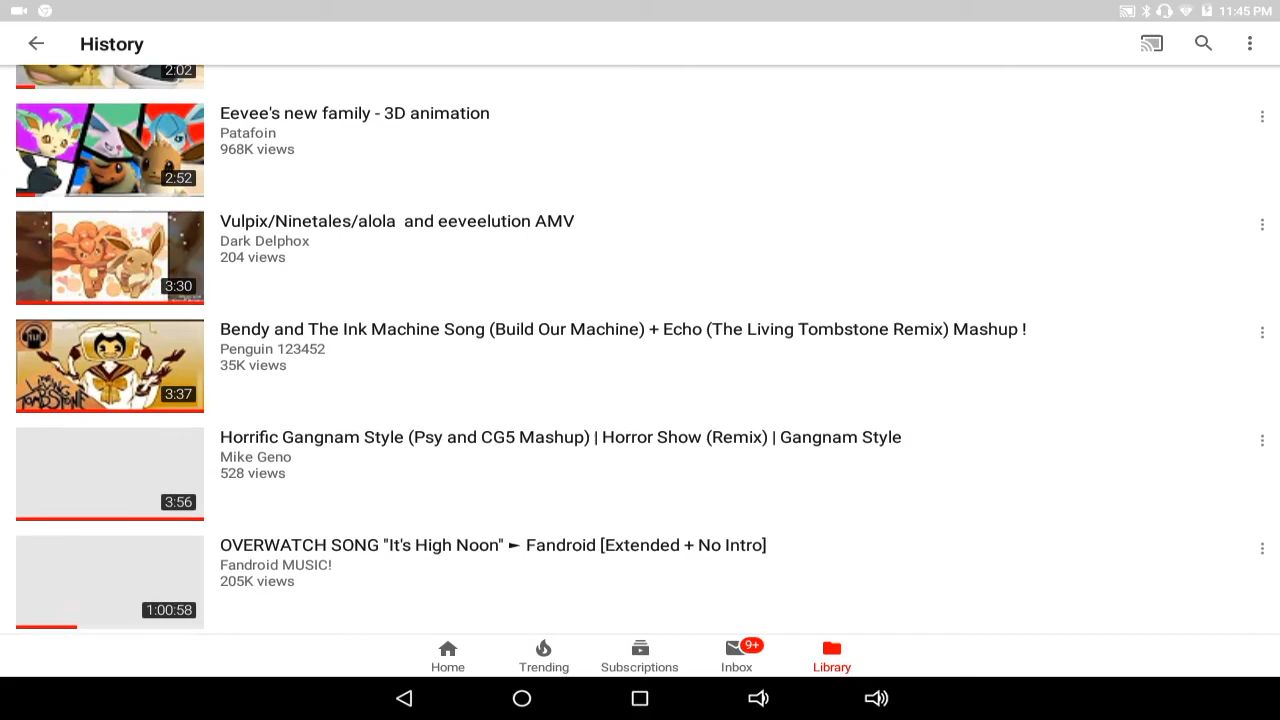 11:45 PM
History
2:02
Eevee's new family - 3D animation
Patafoin
968K views
2:52
Vulpix/Ninetales/alola  and eeveelution AMV
Dark Delphox
204 views
3:30
Bendy and The Ink Machine Song (Build Our Machine) + Echo (The Living Tombstone Remix) Mashup !
Penguin 123452
35K views
THE LIVING
TOMBSTONE
3:37
Horrific Gangnam Style (Psy and CG5 Mashup) | Horror Show (Remix) | Gangnam Style
Mike Geno
528 views
3:56
OVERWATCH SONG "It's High Noon" ► Fandroid [Extended + No Intro]
Fandroid MUSIC!
205K views
1:00:58
9+
Home Trending Subscriptions Inbox Library